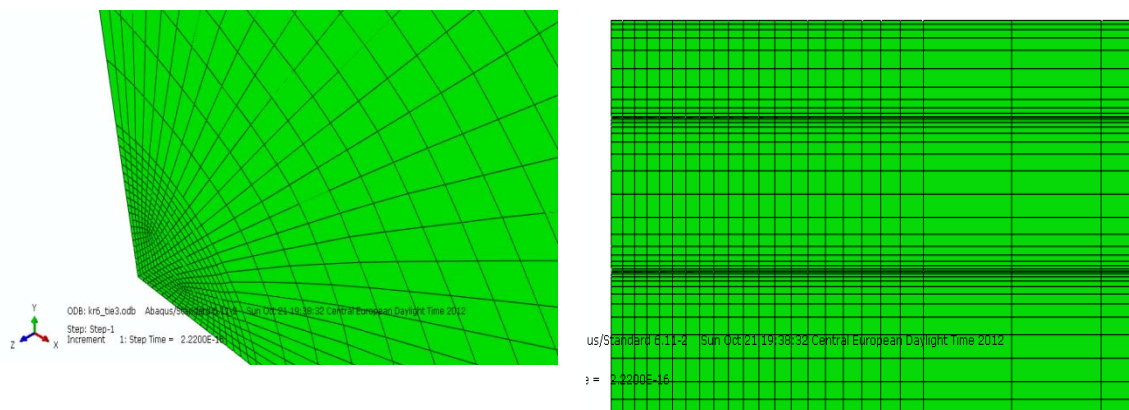 ODB: kr6_tie3.odb Abaqus/Standard 6.11-2 Sun Oct 21 19:38:32 Central European Daylight Time 2012
Step: Step-1
Increment 1: Step Time = 2.2200E-16
Y
Z
X
us/Standard 6.11-2 Sun Oct 21 19:38:32 Central European Daylight Time 2012
= 2.2200E-16